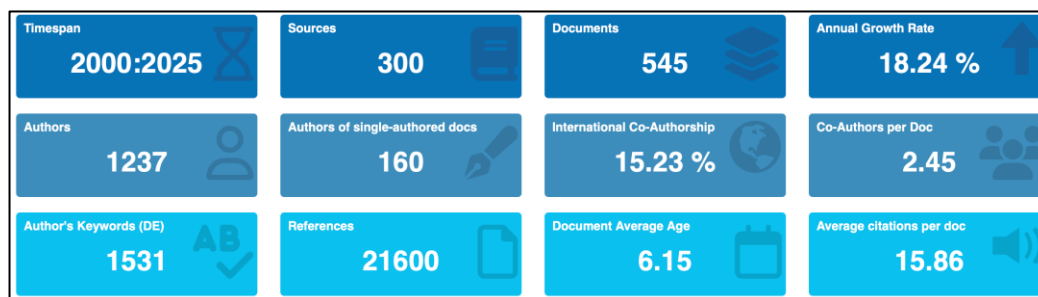 Timespan
2000:2025
Sources
300
Documents
545
Annual Growth Rate
18.24 %
Authors
1237
Authors of single-authored docs
160
International Co-Authorship
15.23 %
Co-Authors per Doc
2.45
Author's Keywords (DE)
1531
AB
References
21600
Document Average Age
6.15
Average citations per doc
15.86